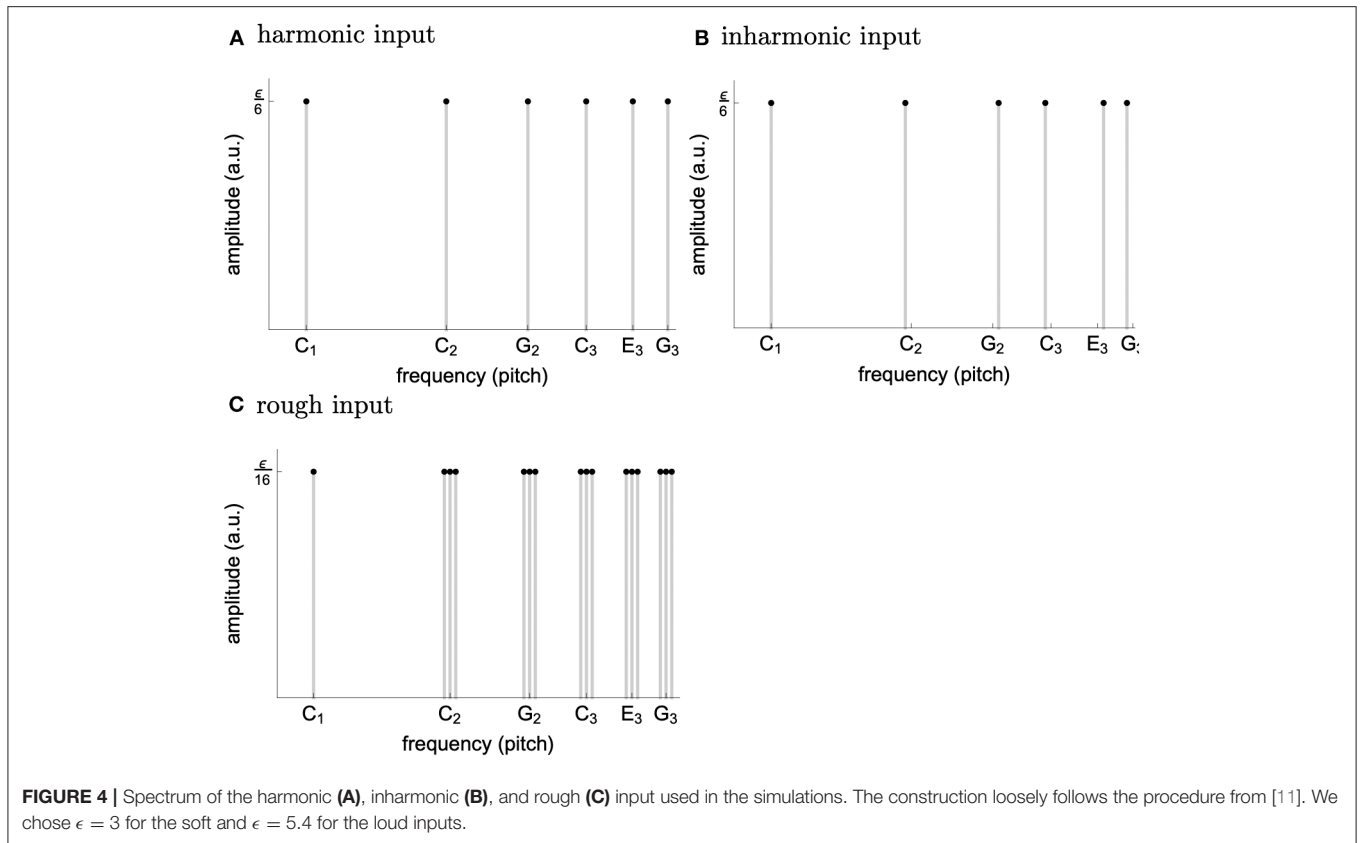 A harmonic input
ϵ/6
amplitude (a.u.)
C₁ C₂ G₂ C₃ E₃ G₃
frequency (pitch)
B inharmonic input
ϵ/6
amplitude (a.u.)
C₁ C₂ G₂ C₃ E₃ G
frequency (pitch)
C rough input
ϵ/16
amplitude (a.u.)
C₁ C₂ G₂ C₃ E₃ G₃
frequency (pitch)
FIGURE 4 | Spectrum of the harmonic (A), inharmonic (B), and rough (C) input used in the simulations. The construction loosely follows the procedure from [11]. We
chose ϵ = 3 for the soft and ϵ = 5.4 for the loud inputs.